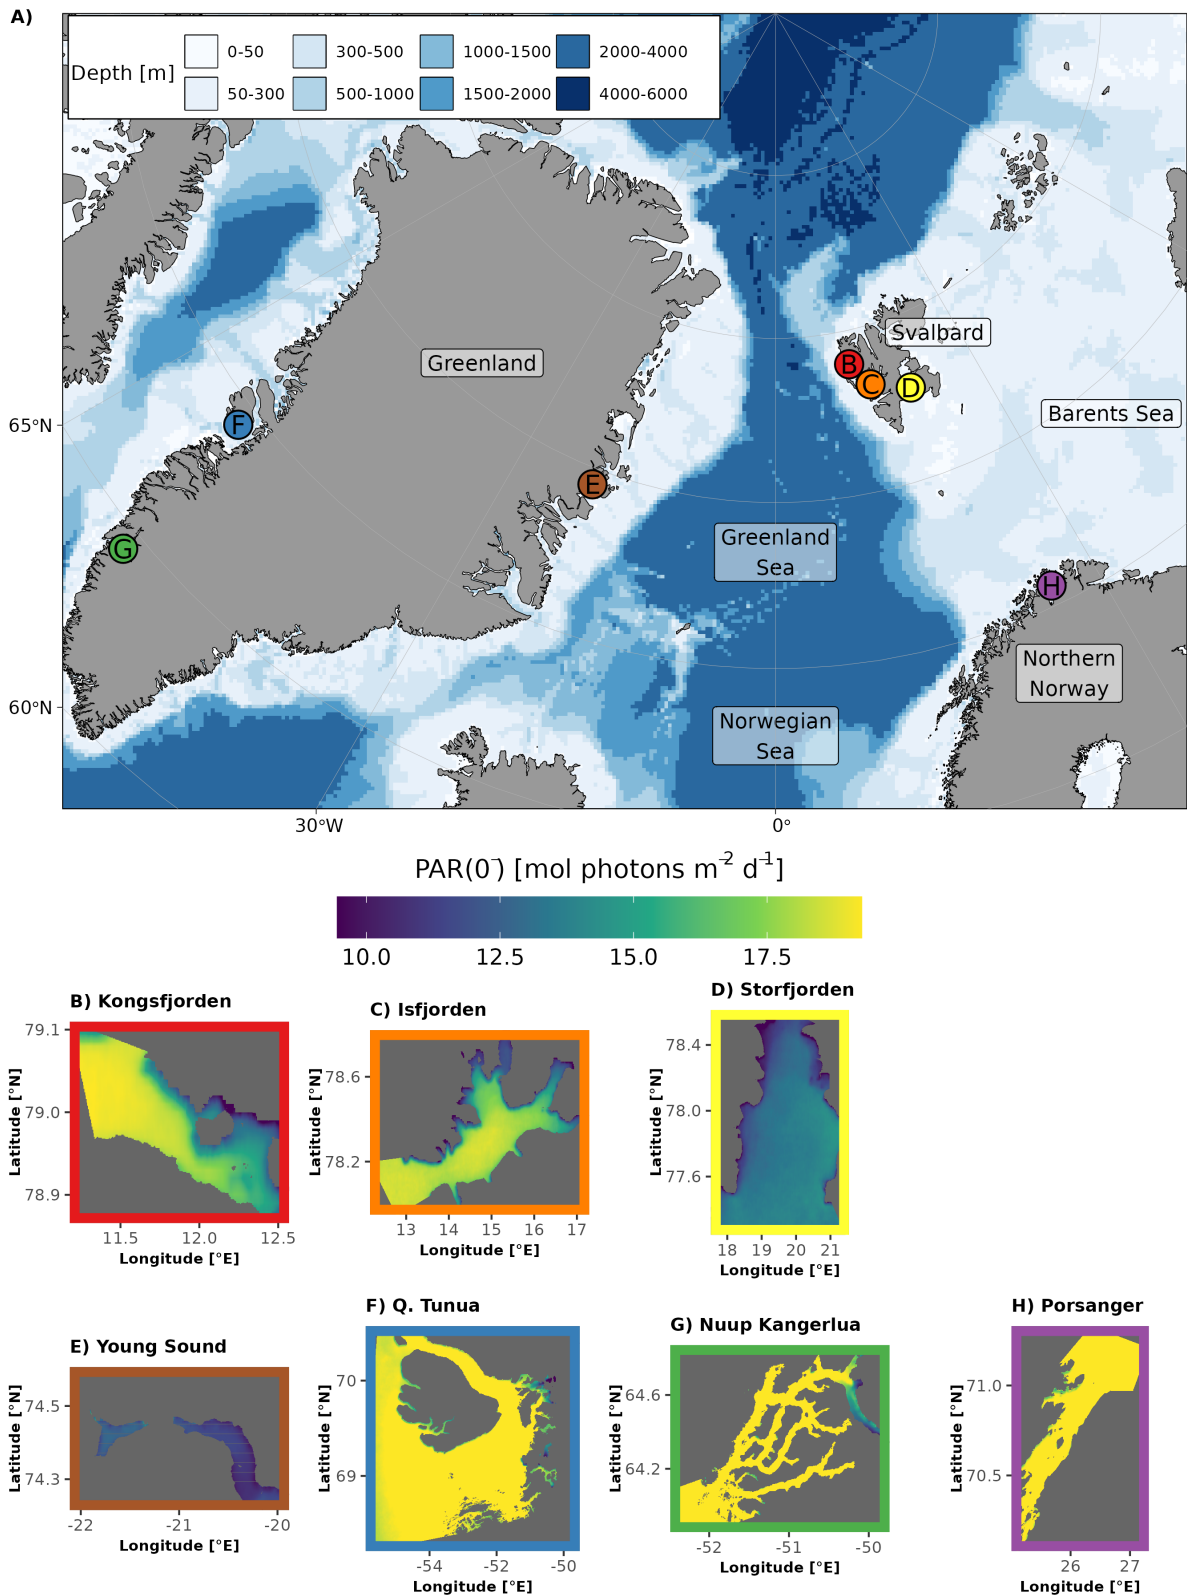 A)
Depth [m]
0-50
300-500
1000-1500
2000-4000
50-300
500-1000
1500-2000
4000-6000
Svalbard
Greenland
B
C
D
Barents Sea
65°N
F
E
G
Greenland
Sea
H
Northern
Norway
60°N
Norwegian
Sea
30°W
0°
PAR(0⁻) [mol photons m⁻² d⁻¹]
10.0
12.5
15.0
17.5
B) Kongsfjorden
79.1
79.0
78.9
Latitude [°N]
11.5
12.0
12.5
Longitude [°E]
C) Isfjorden
78.6
78.2
Latitude [°N]
13
14
15
16
17
Longitude [°E]
D) Storfjorden
78.4
78.0
77.6
Latitude [°N]
18
19
20
21
Longitude [°E]
E) Young Sound
74.5
74.3
Latitude [°N]
-22
-21
-20
Longitude [°E]
F) Q. Tunua
70
69
Latitude [°N]
-54
-52
-50
Longitude [°E]
G) Nuup Kangerlua
64.6
64.2
Latitude [°N]
-52
-51
-50
Longitude [°E]
H) Porsanger
71.0
70.5
Latitude [°N]
26
27
Longitude [°E]